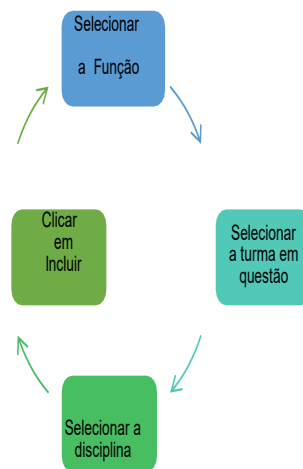 Selecionar
a Função
Selecionar
a turma em
questão
Selecionar a
disciplina
Clicar
em
Incluir